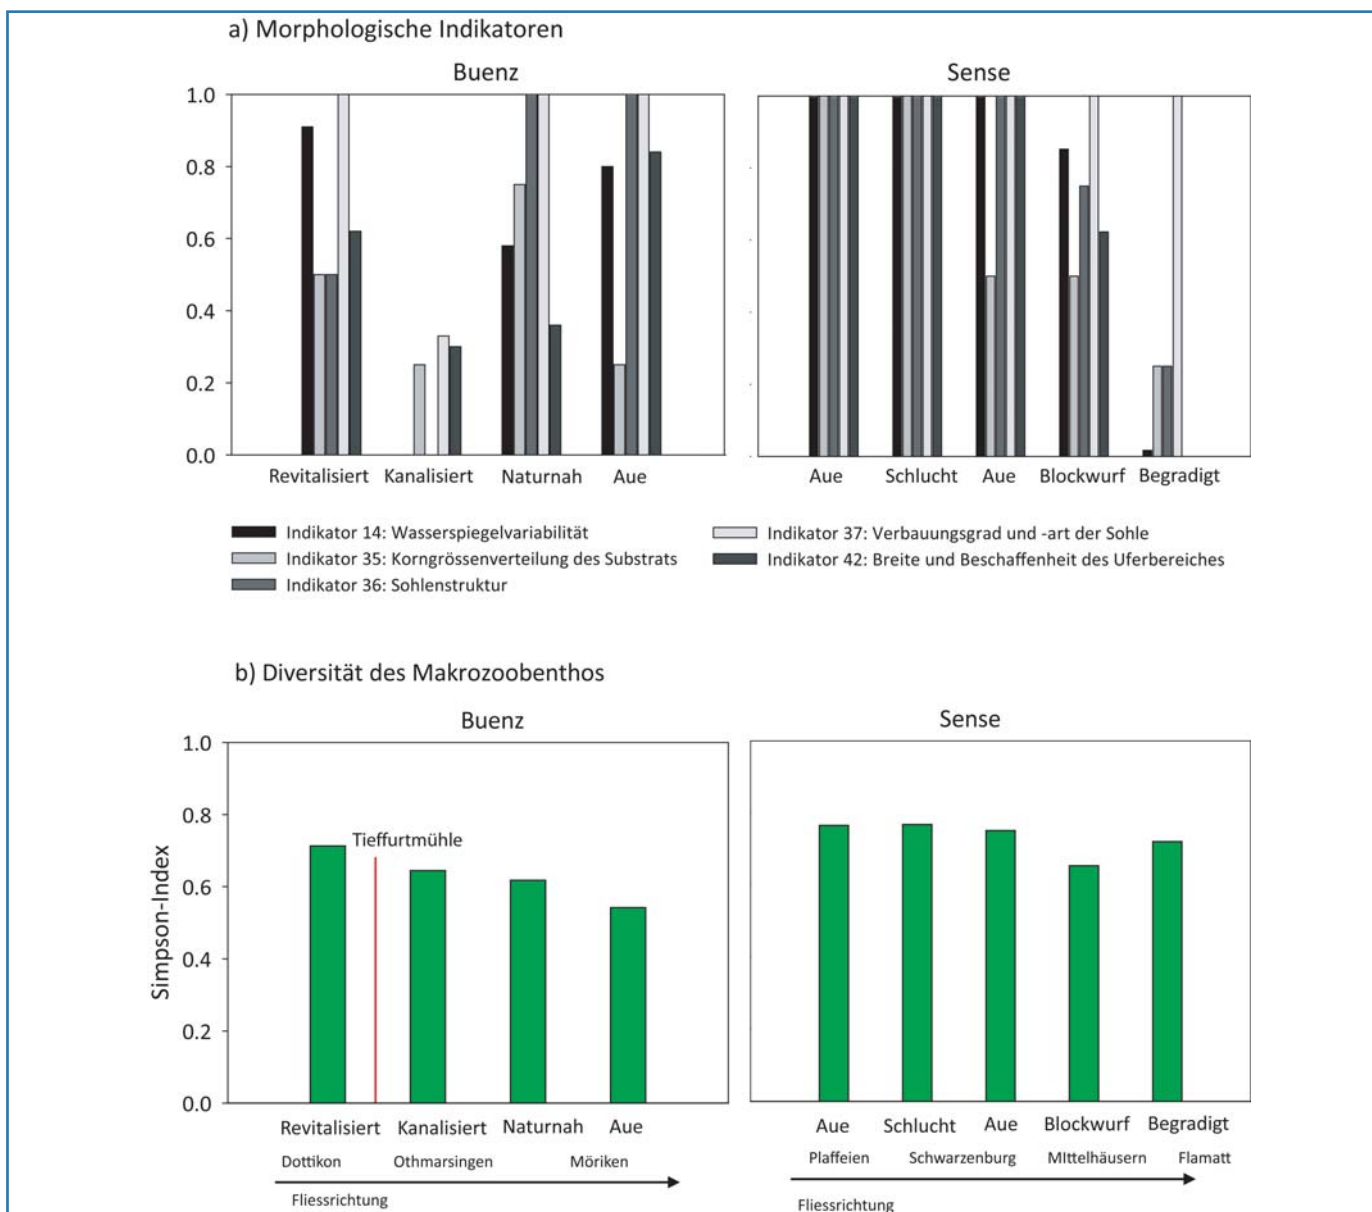 a) Morphologische Indikatoren
Buenz
Sense
1.0
0.8
0.6
0.4
0.2
0.0
Revitalisiert Kanalisiert Naturnah Aue
Aue Schlucht Aue Blockwurf Begradigt
Indikator 14: Wasserspiegelvariabilität
Indikator 35: Korngrössenverteilung des Substrats
Indikator 36: Sohlenstruktur
Indikator 37: Verbauungsgrad und -art der Sohle
Indikator 42: Breite und Beschaffenheit des Uferbereiches
b) Diversität des Makrozoobenthos
Buenz
Sense
Simpson-Index
1.0
0.8
0.6
0.4
0.2
0.0
Tieffurtmühle
Revitalisiert Kanalisiert Naturnah Aue
Dottikon Othmarsingen Möriken
Fliessrichtung
Aue Schlucht Aue Blockwurf Begradigt
Plaffeien Schwarzenburg MIttelhäusern Flamatt
Fliessrichtung